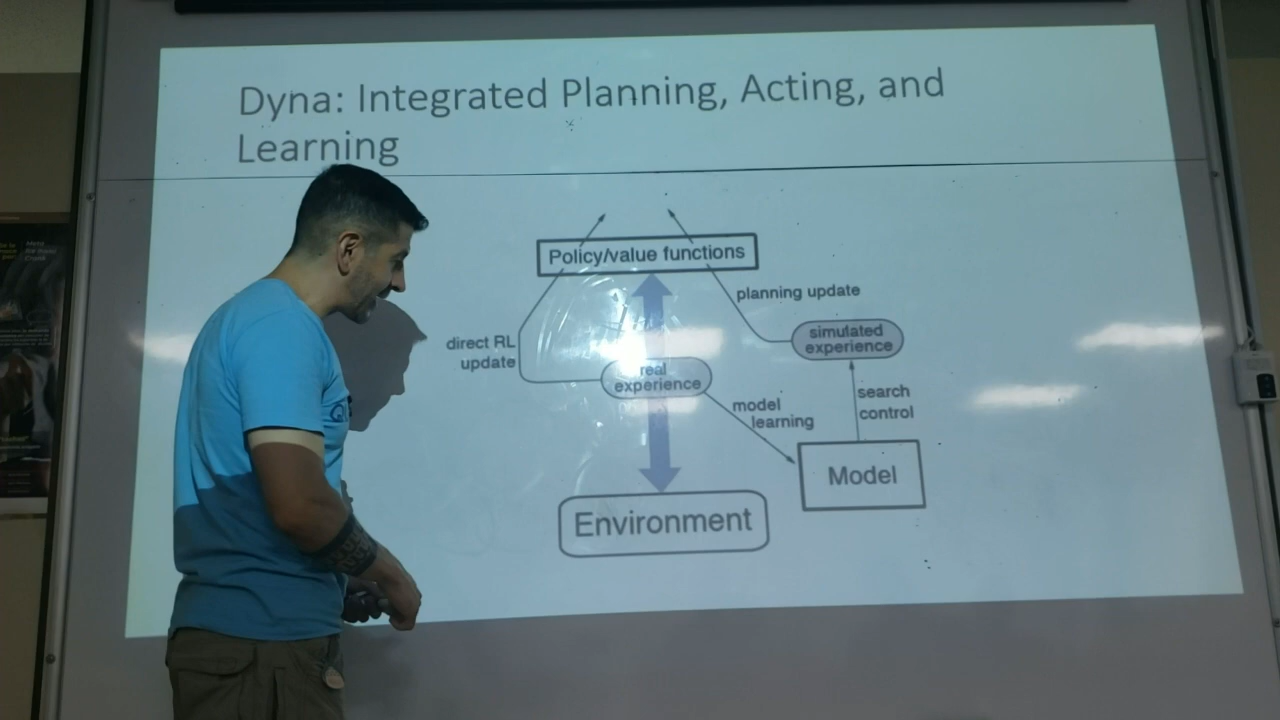 Dyna: Integrated Planning, Acting, and
Learning
Policy/value functions
planning update
direct RL
update
simulated
experience
real
experience
model
learning
search
control
Model
Environment